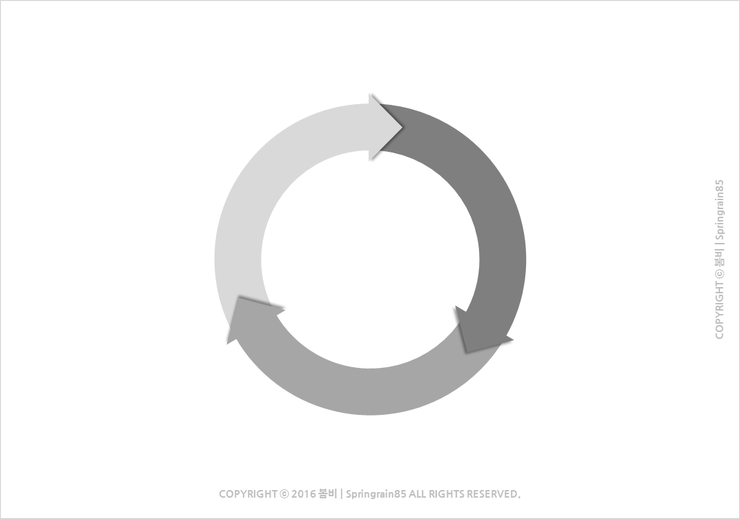 COPYRIGHT ⓒ 봄비 | Springrain85
COPYRIGHT ⓒ 2016 봄비 | Springrain85 ALL RIGHTS RESERVED.